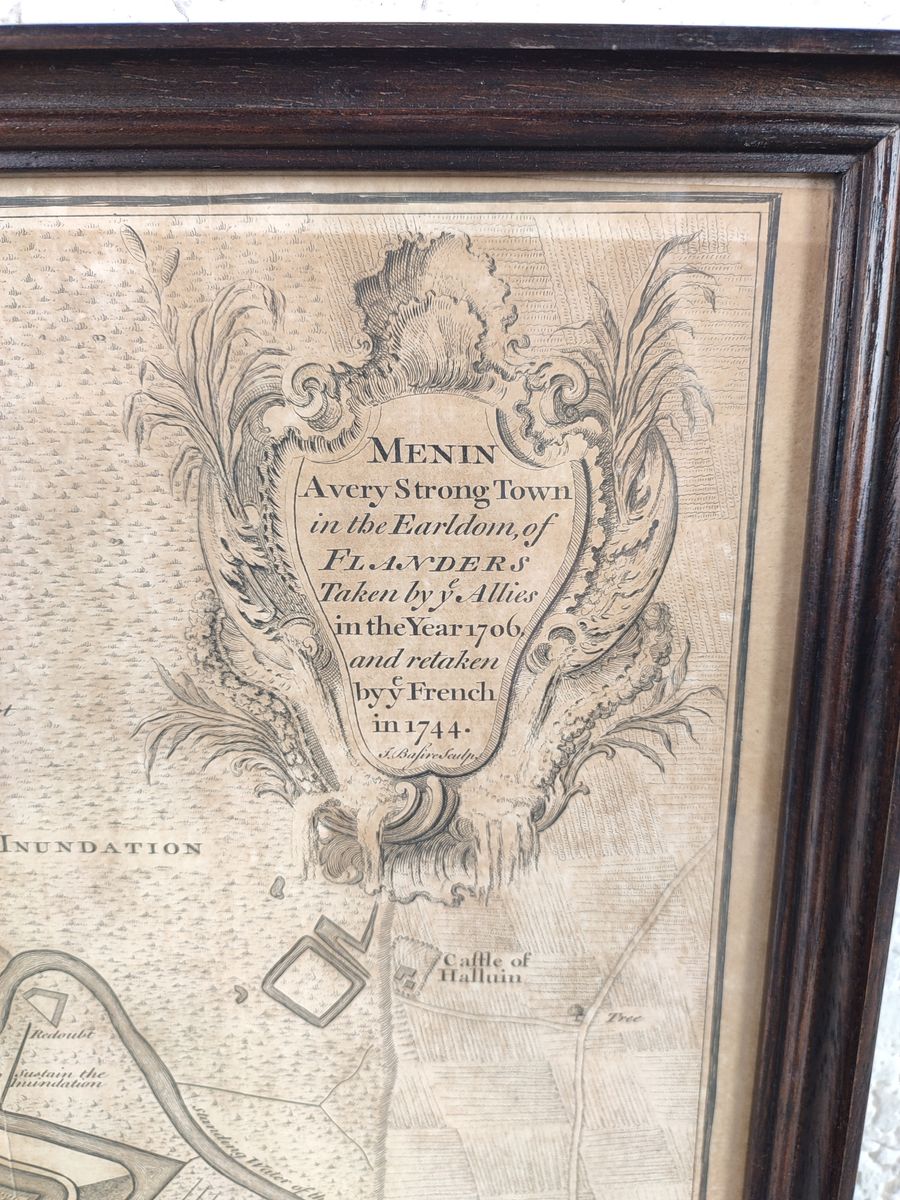 MENIN
A very Strong Town
in the Earldom, of
FLANDERS
Taken by yᵉ Allies
in the Year 1706,
and retaken
by yᵉ French
in 1744.
J. Basire Sculp.
INUNDATION
Castle of
Halluin
Tree
Redoubt
Sustain the
Inundation